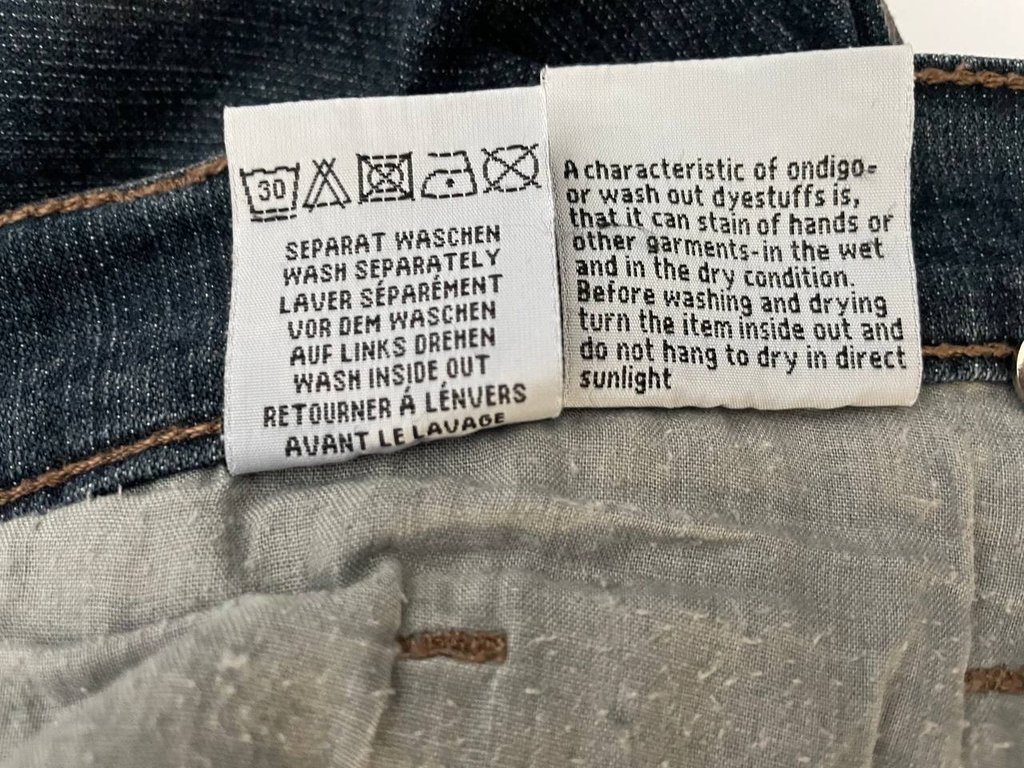 30
SEPARAT WASCHEN
WASH SEPARATELY
LAVER SÉPARÉMENT
VOR DEM WASCHEN
AUF LINKS DREHEN
WASH INSIDE OUT
RETOURNER Á LÉNVERS
AVANT LE LAVAGE
A characteristic of ondigo-
or wash out dyestuffs is,
that it can stain of hands or
other garments-in the wet
and in the dry condition.
Before washing and drying
turn the item inside out and
do not hang to dry in direct
sunlight